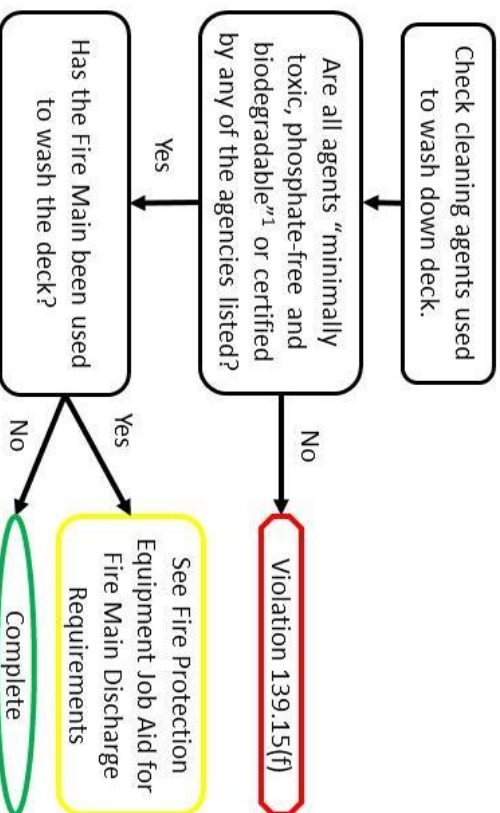 Check cleaning agents used
to wash down deck.
Are all agents “minimally
toxic, phosphate-free and
biodegradable”¹ or certified
by any of the agencies listed?
No
Violation 139.15(f)
Yes
Has the Fire Main been used
to wash the deck?
Yes
See Fire Protection
Equipment Job Aid for
Fire Main Discharge
Requirements
No
Complete